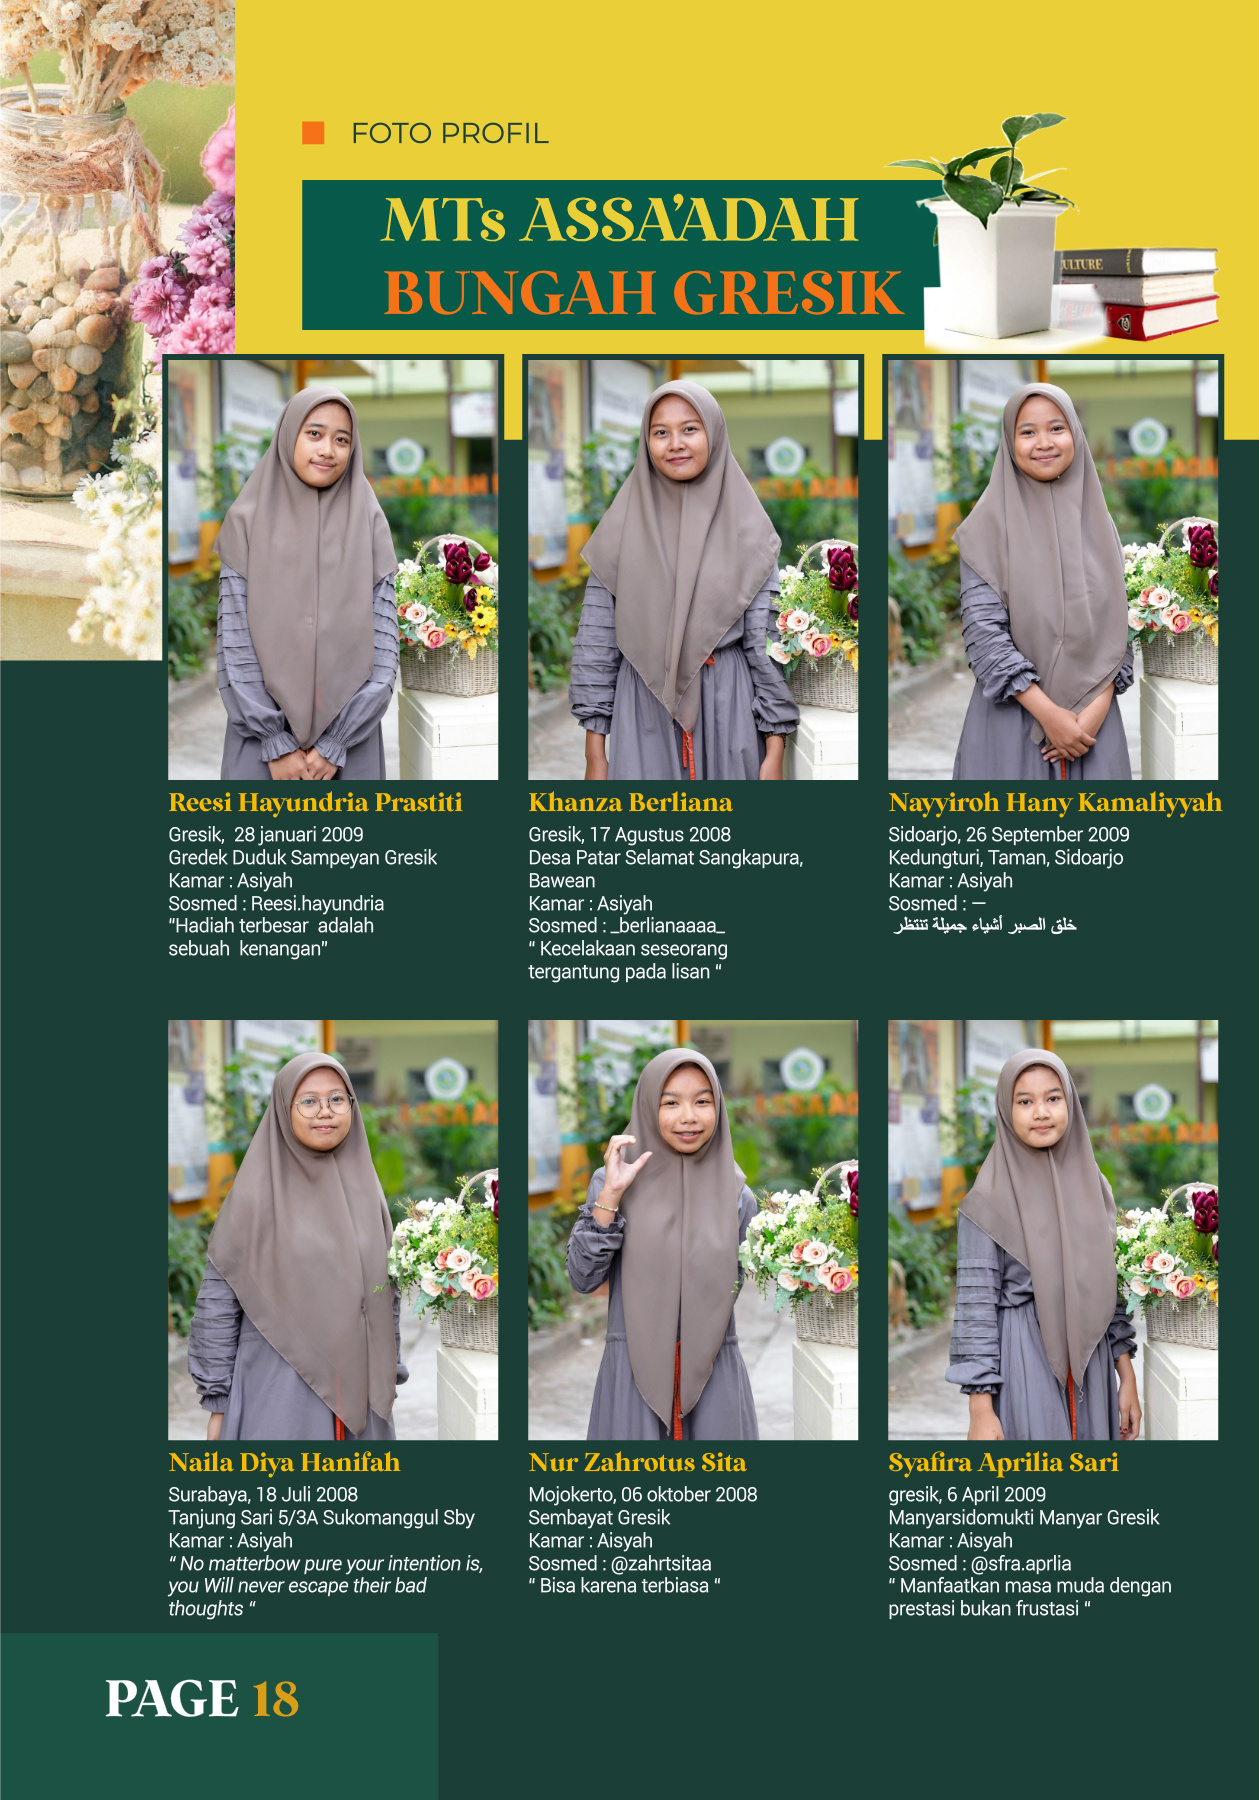 FOTO PROFIL
MTs ASSA'ADAH
BUNGAH GRESIK
ULTURE
Reesi Hayundria Prastiti
Gresik, 28 januari 2009
Gredek Duduk Sampeyan Gresik
Kamar : Asiyah
Sosmed : Reesi.hayundria
“Hadiah terbesar adalah
sebuah kenangan”
Khanza Berliana
Gresik, 17 Agustus 2008
Desa Patar Selamat Sangkapura,
Bawean
Kamar : Asiyah
Sosmed : _berlianaaaa_
“ Kecelakaan seseorang
tergantung pada lisan “
Nayyiroh Hany Kamaliyyah
Sidoarjo, 26 September 2009
Kedungturi, Taman, Sidoarjo
Kamar : Asiyah
Sosmed : —
خلق الصبر أشياء جميلة تنتظر
Naila Diya Hanifah
Surabaya, 18 Juli 2008
Tanjung Sari 5/3A Sukomanggul Sby
Kamar : Asiyah
“ No matterbow pure your intention is,
you Will never escape their bad
thoughts “
Nur Zahrotus Sita
Mojokerto, 06 oktober 2008
Sembayat Gresik
Kamar : Aisyah
Sosmed : @zahrtsitaa
“ Bisa karena terbiasa “
Syafira Aprilia Sari
gresik, 6 April 2009
Manyarsidomukti Manyar Gresik
Kamar : Aisyah
Sosmed : @sfra.aprlia
“ Manfaatkan masa muda dengan
prestasi bukan frustasi “
PAGE 18